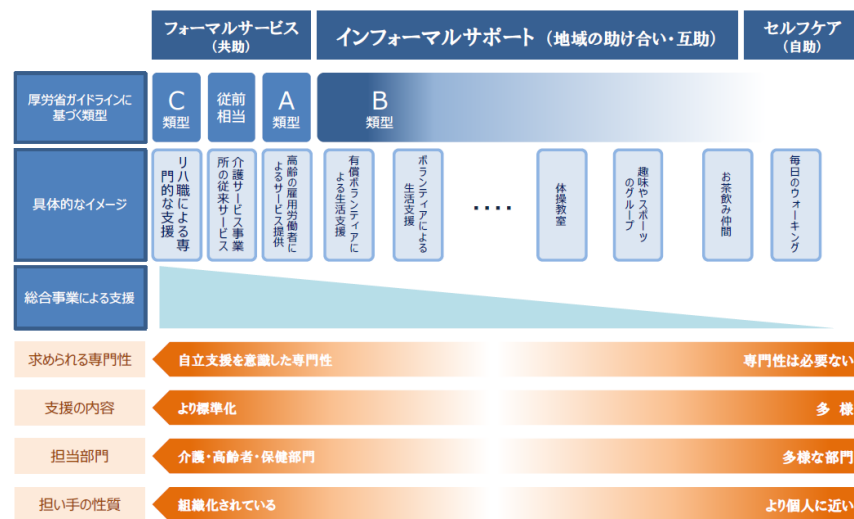 フォーマルサービス
(共助)
インフォーマルサポート（地域の助け合い・互助）
セルフケア
(自助)
厚労省ガイドラインに
基づく類型
C
類型
従前
相当
A
類型
B
類型
具体的なイメージ
リハ職による専
門的な支援
介護サービス事業
所の従来サービス
高齢の雇用労働者に
よるサービス提供
有償ボランティアに
よる生活支援
ボランティアによる
生活支援
‥‥
体操教室
趣味やスポーツ
のグループ
お茶飲み仲間
毎日のウォーキング
総合事業による支援
求められる専門性
自立支援を意識した専門性
専門性は必要ない
支援の内容
より標準化
多 様
担当部門
介護・高齢者・保健部門
多様な部門
担い手の性質
組織化されている
より個人に近い